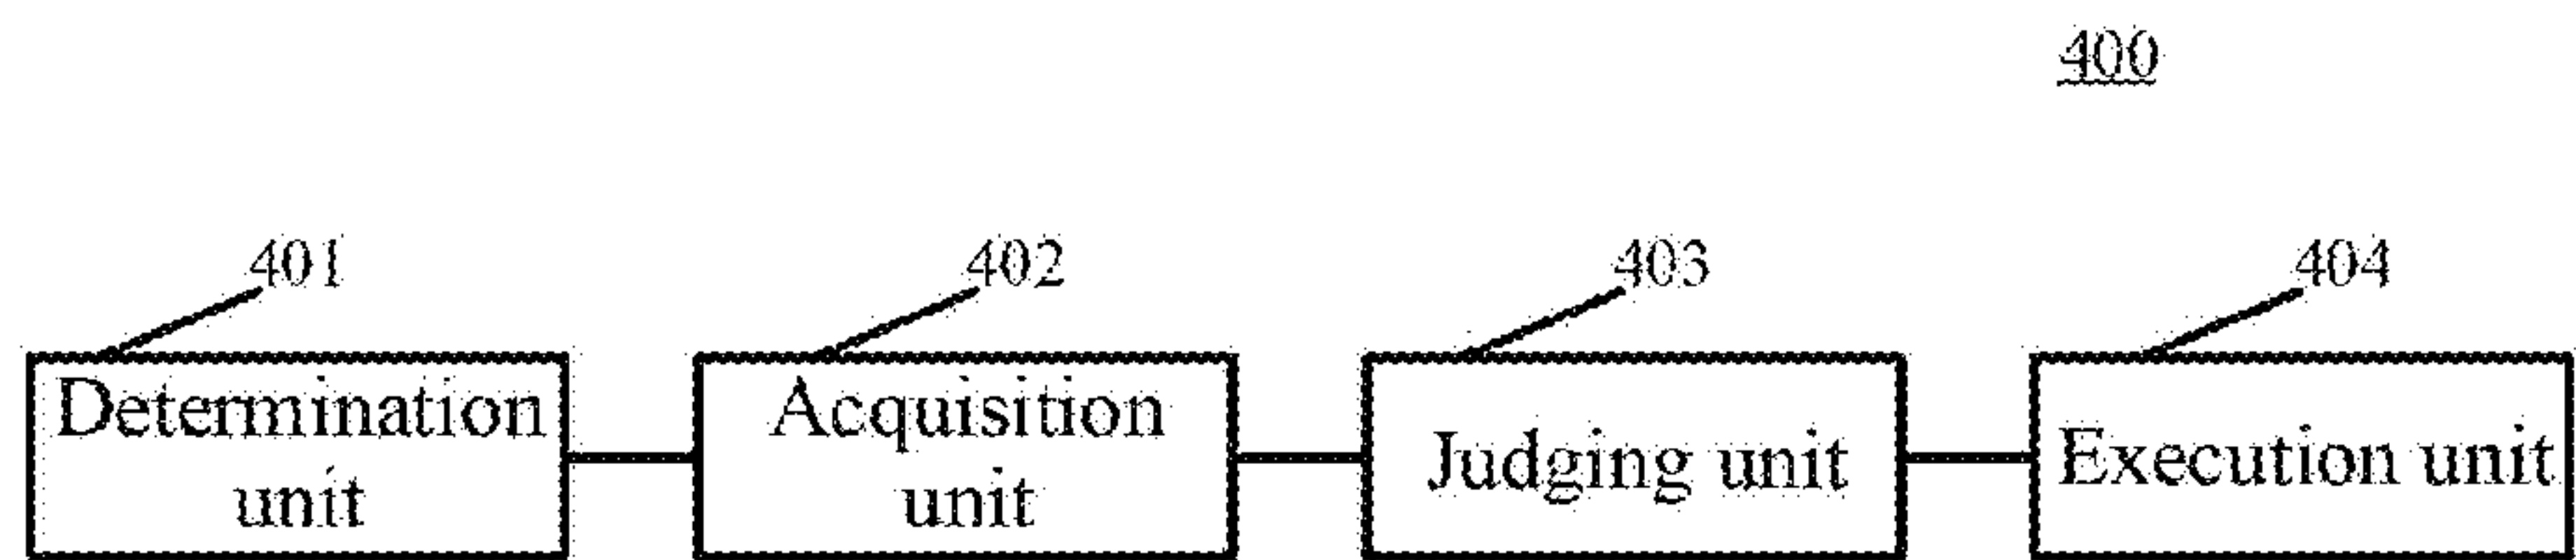 400
401
402
403
404
Determination
unit
Acquisition
unit
Judging unit
Execution unit